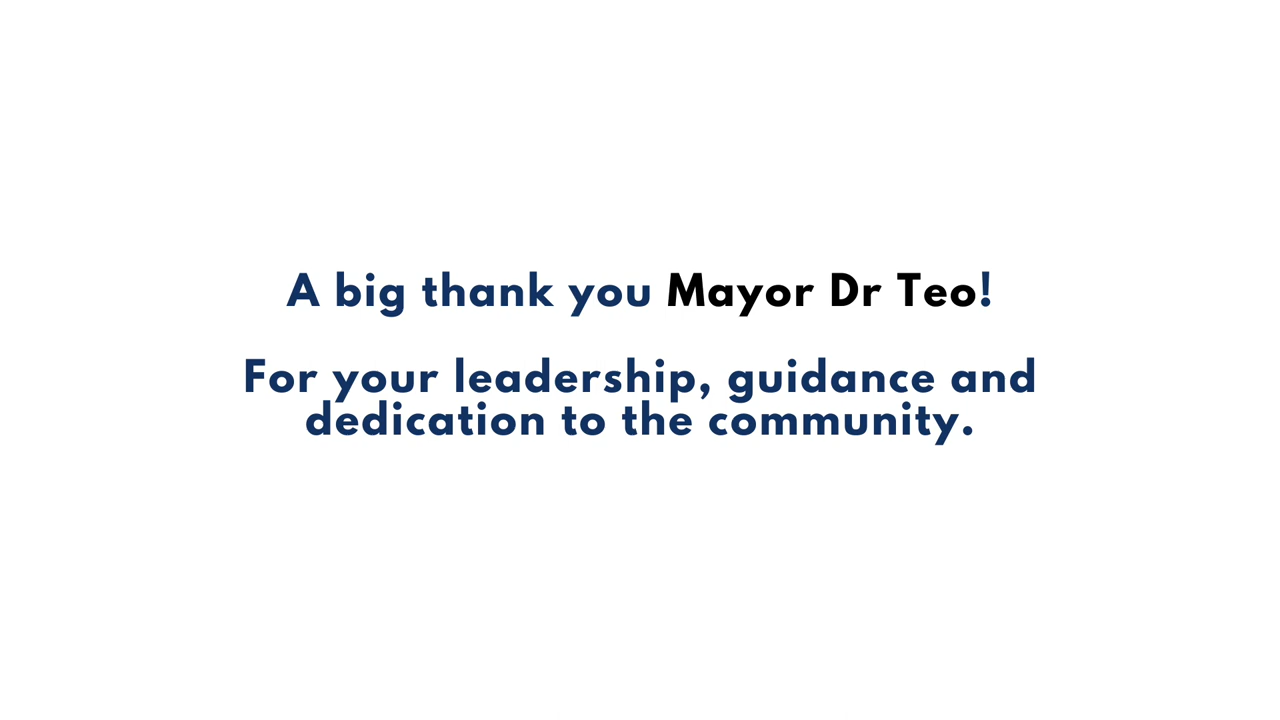 A big thank you Mayor Dr Teo!
For your leadership, guidance and
dedication to the community.